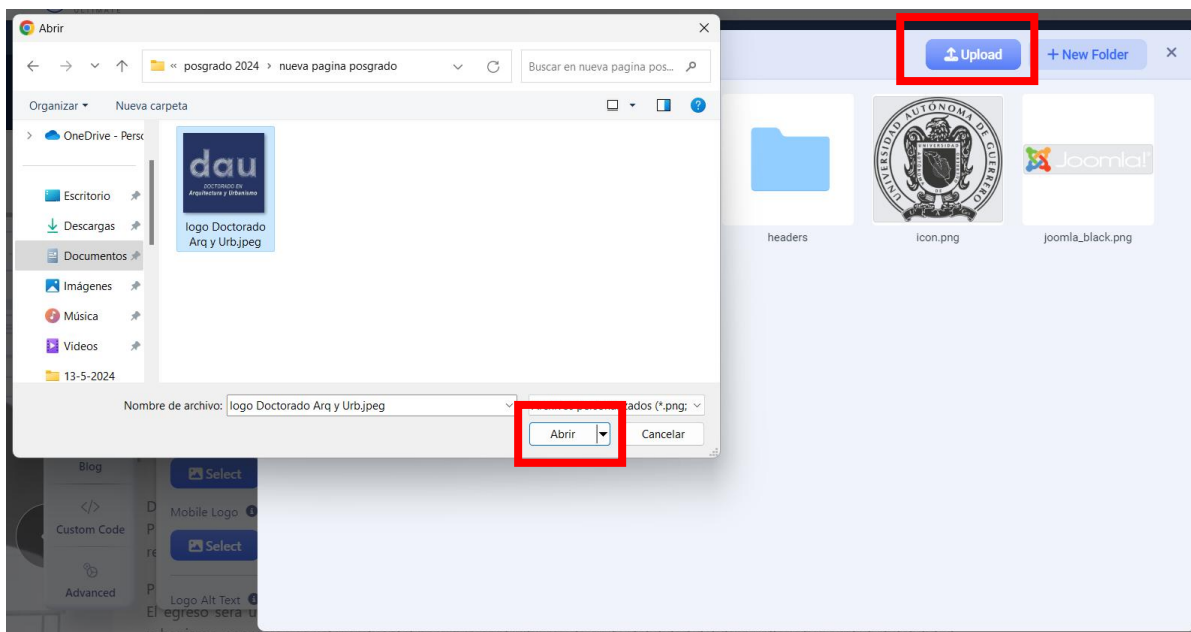 ULTIMATE
Abrir
« posgrado 2024 › nueva pagina posgrado
Buscar en nueva pagina pos...
Upload
+ New Folder
Organizar
Nueva carpeta
OneDrive - Perso
Escritorio
Descargas
Documentos
Imágenes
Música
Videos
13-5-2024
dau
DOCTORADO EN
Arquitectura y Urbanismo
logo Doctorado
Arq y Urb.jpeg
headers
UNIVERSIDAD AUTÓNOMA DE GUERRERO
icon.png
Joomla!
joomla_black.png
Nombre de archivo:
logo Doctorado Arq y Urb.jpeg
(*.png;
Abrir
Cancelar
Blog
Select
</>
Custom Code
Mobile Logo
Select
Advanced
Logo Alt Text
El egreso sera u